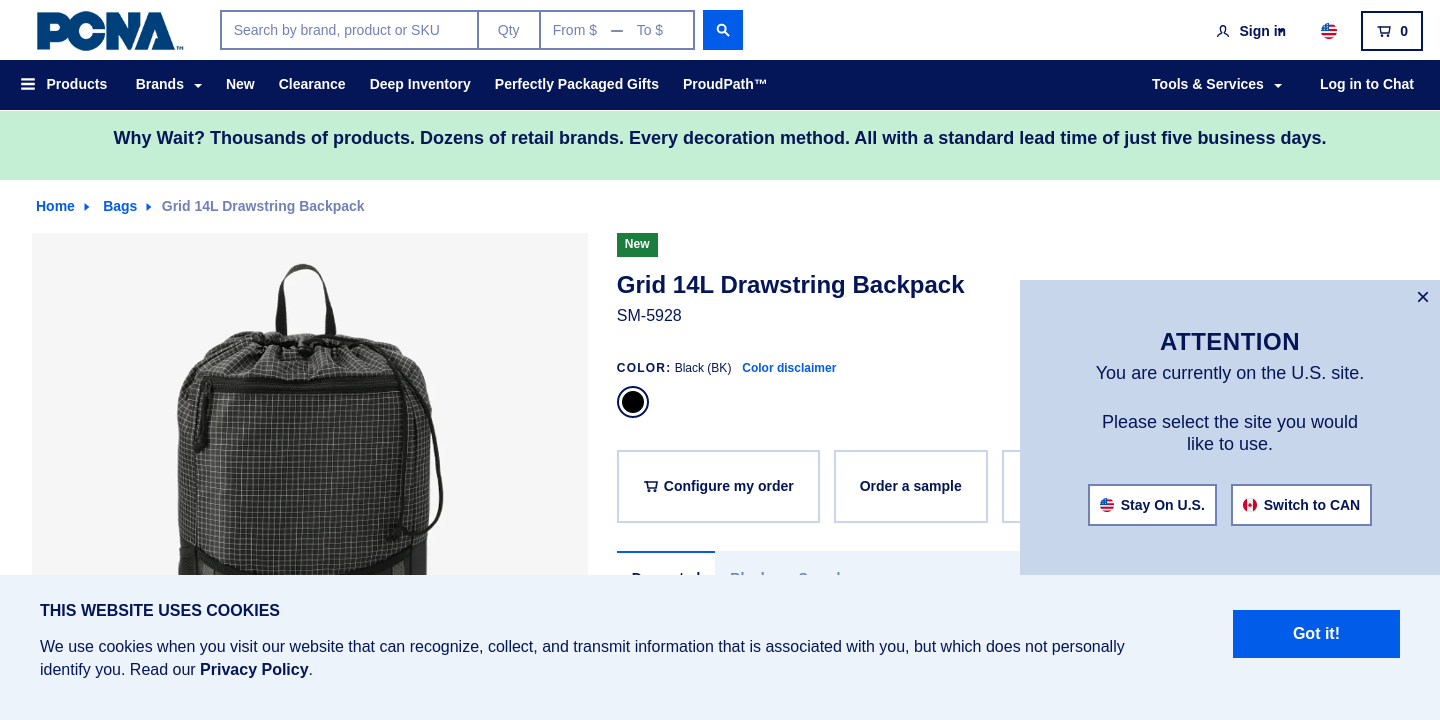 PCNA™
Search by brand, product or SKU Qty From $ — To $
Sign in
0
Products Brands New Clearance Deep Inventory Perfectly Packaged Gifts ProudPath™ Tools & Services Log in to Chat
Why Wait? Thousands of products. Dozens of retail brands. Every decoration method. All with a standard lead time of just five business days.
Home Bags Grid 14L Drawstring Backpack
New
Grid 14L Drawstring Backpack
SM-5928
COLOR: Black (BK) Color disclaimer
Configure my order Order a sample
×
ATTENTION
You are currently on the U.S. site.
Please select the site you would
like to use.
Stay On U.S. Switch to CAN
THIS WEBSITE USES COOKIES
We use cookies when you visit our website that can recognize, collect, and transmit information that is associated with you, but which does not personally
identify you. Read our Privacy Policy.
Got it!